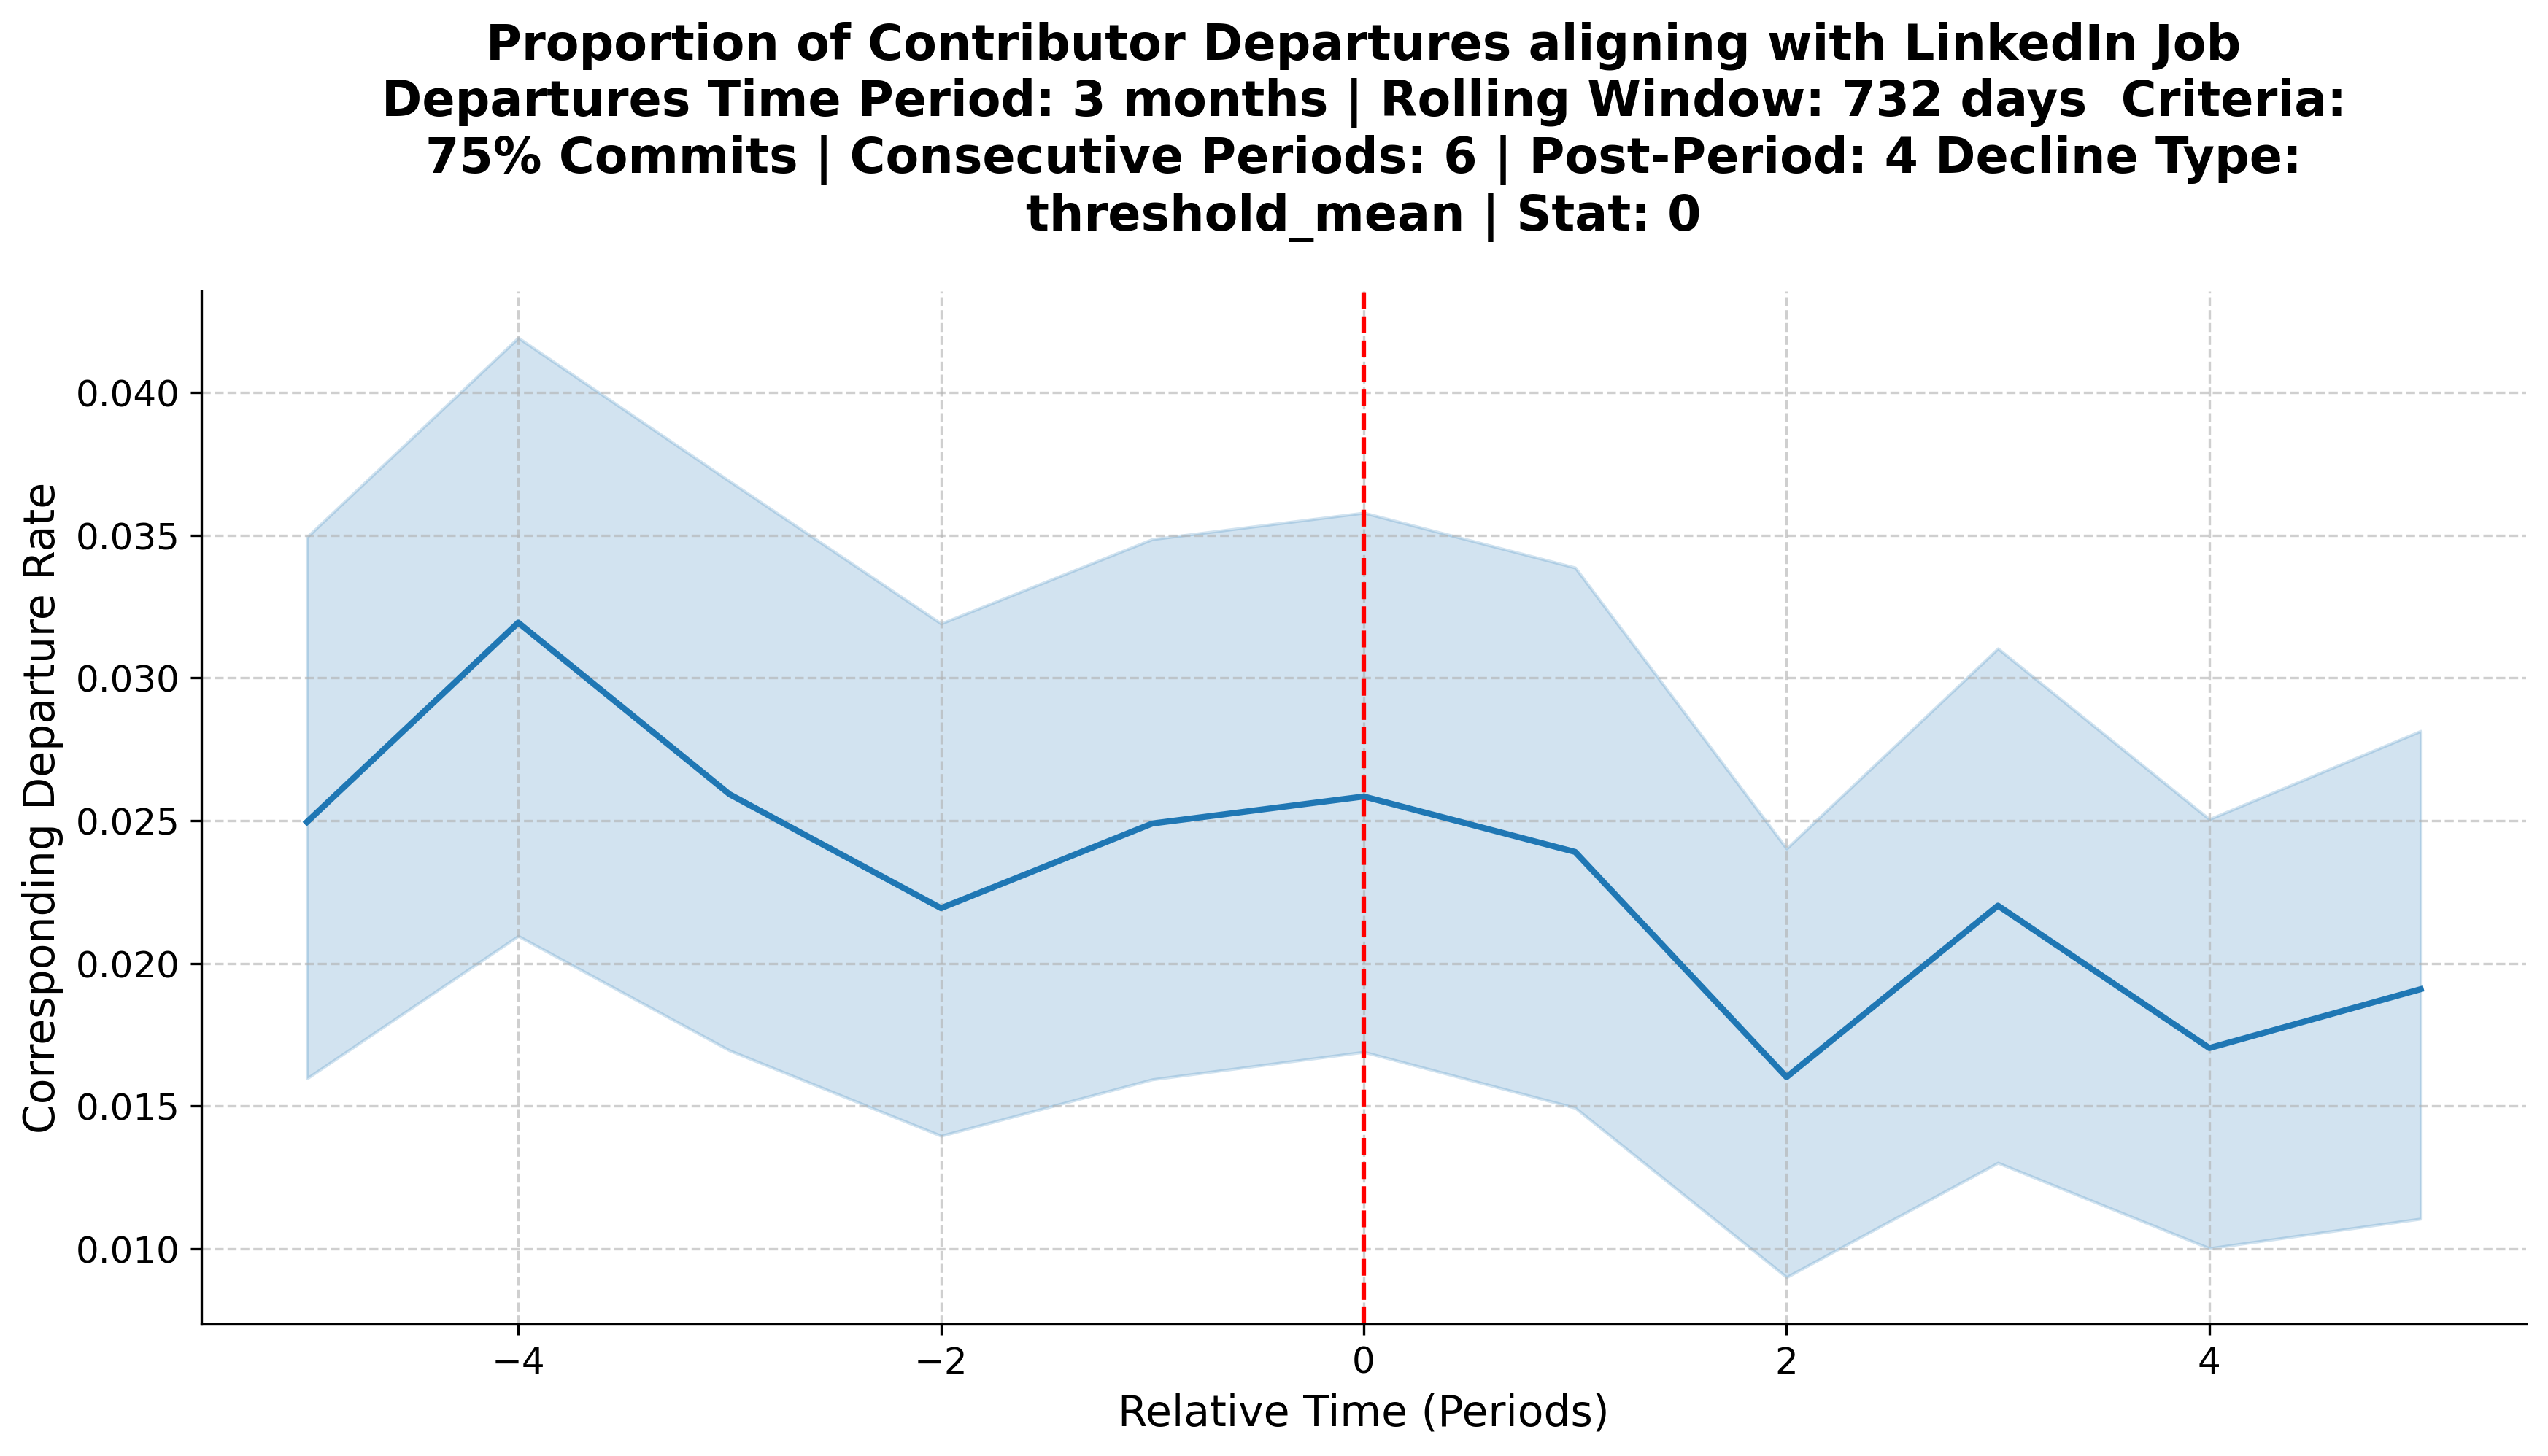 Proportion of Contributor Departures aligning with LinkedIn Job
Departures Time Period: 3 months | Rolling Window: 732 days  Criteria:
75% Commits | Consecutive Periods: 6 | Post-Period: 4 Decline Type:
threshold_mean | Stat: 0
Corresponding Departure Rate
0.040
0.035
0.030
0.025
0.020
0.015
0.010
−4
−2
0
2
4
Relative Time (Periods)